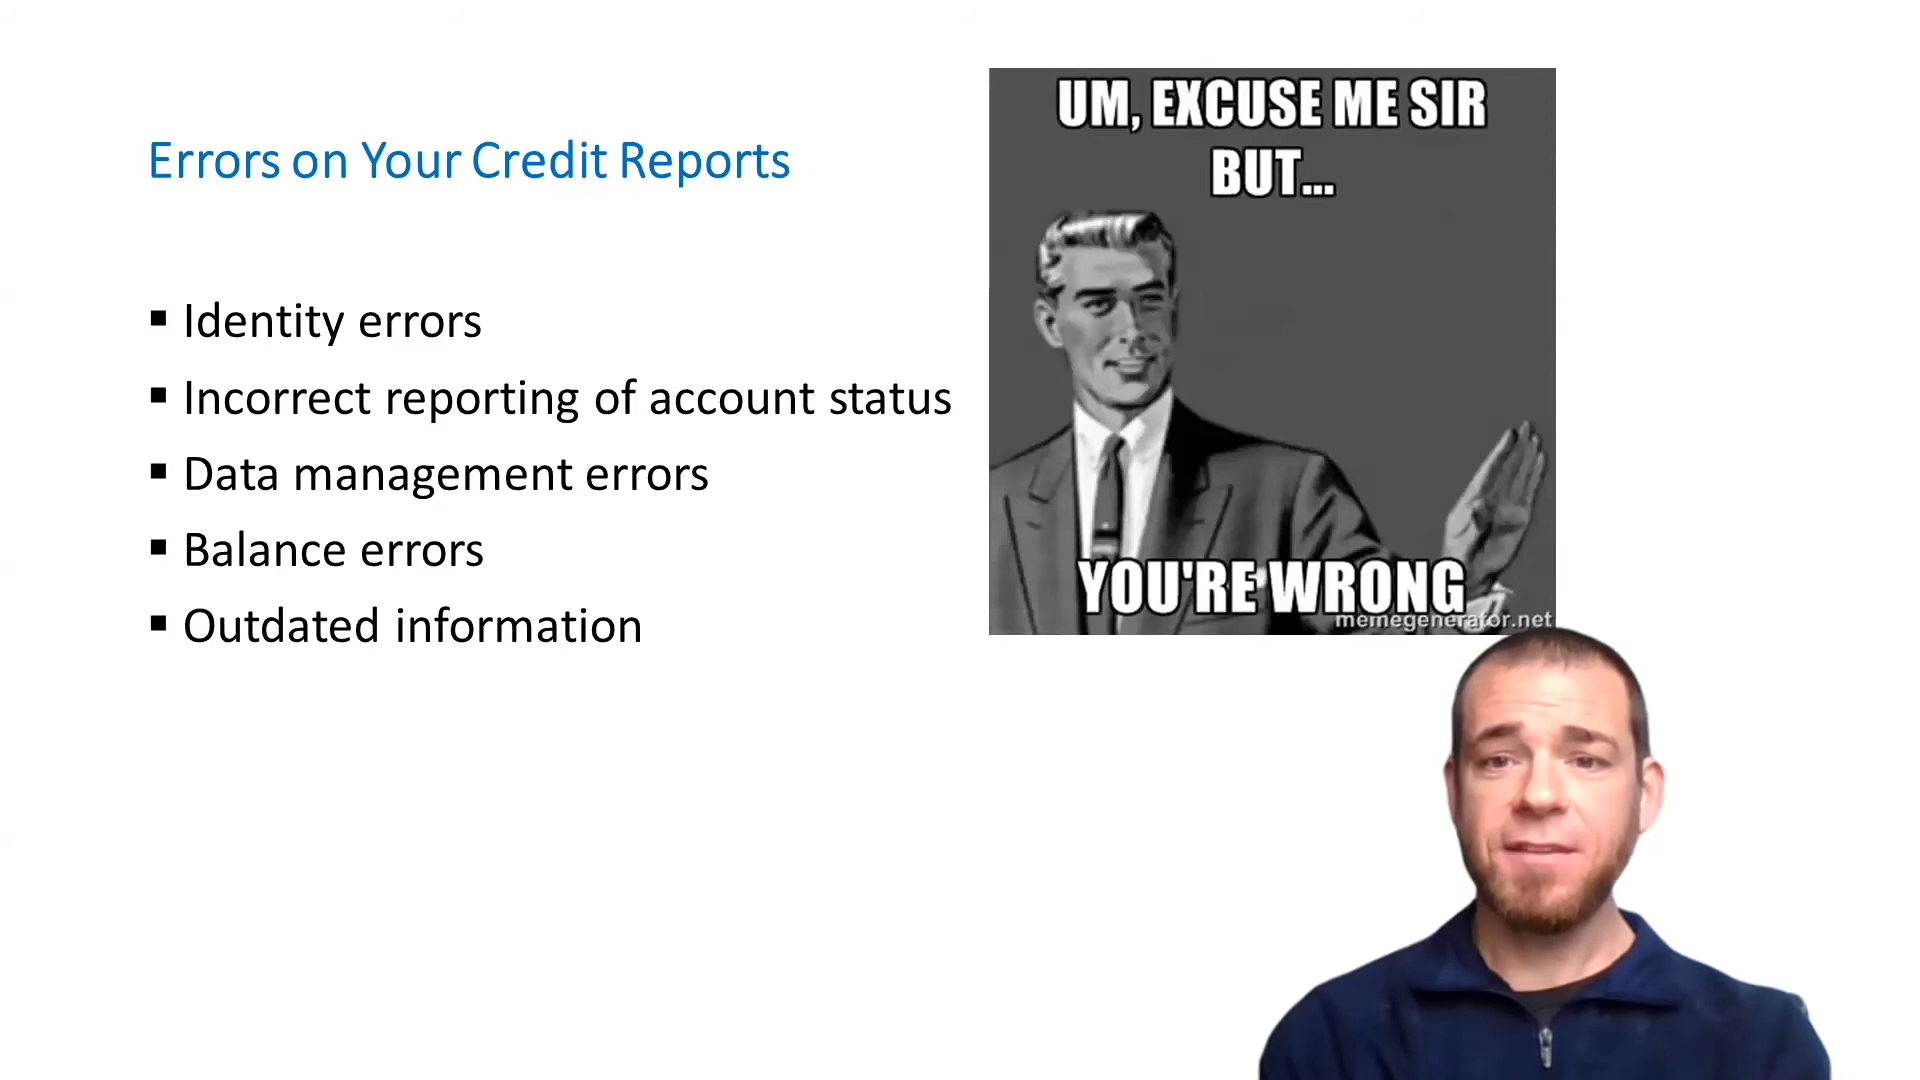 Errors on Your Credit Reports
▪ Identity errors
▪ Incorrect reporting of account status
▪ Data management errors
▪ Balance errors
▪ Outdated information
UM, EXCUSE ME SIR
BUT...
YOU'RE WRONG
memegenerator.net